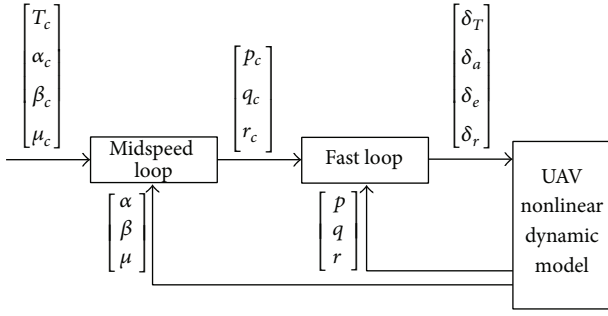 T_c
α_c
β_c
μ_c
p_c
q_c
r_c
δ_T
δ_a
δ_e
δ_r
Midspeed
loop
Fast loop
UAV
nonlinear
dynamic
model
α
β
μ
p
q
r